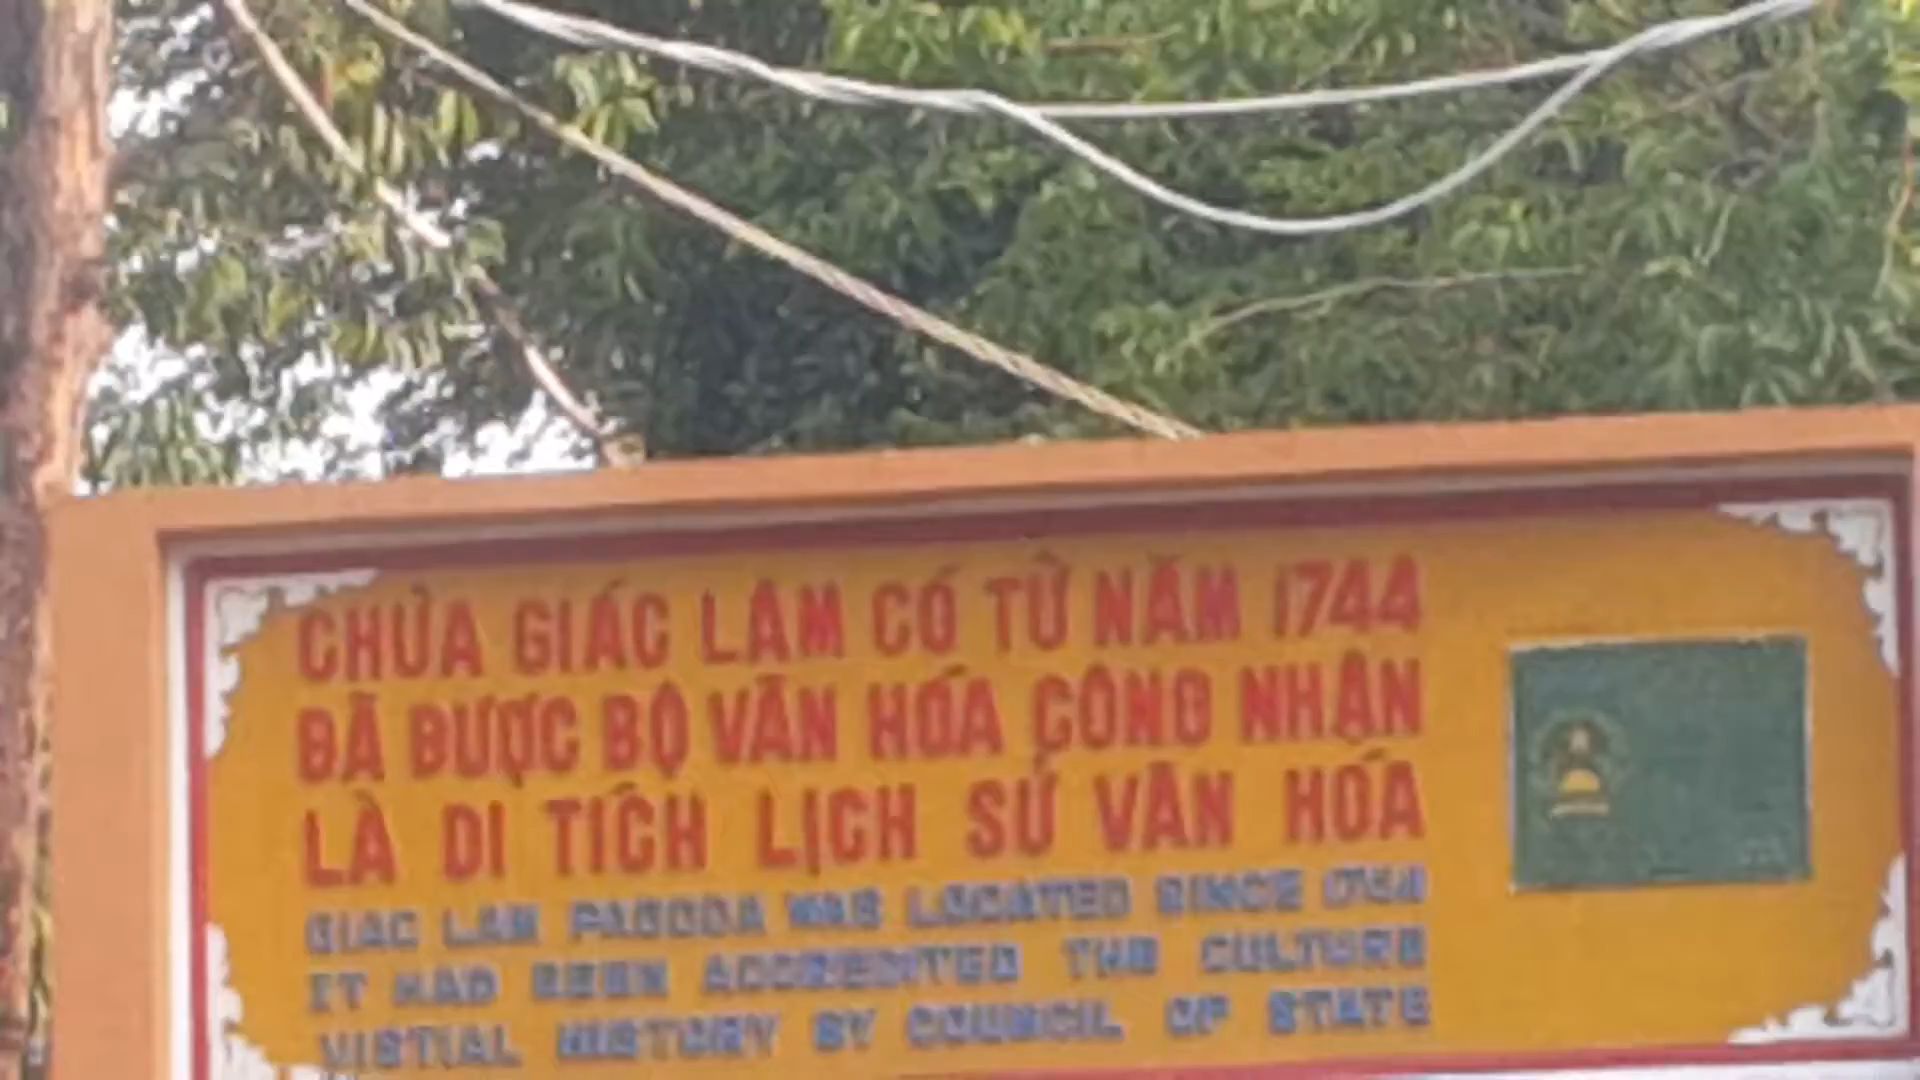 CHÙA GIÁC LÂM CÓ TỪ NĂM 1744
ĐÃ ĐƯỢC BỘ VĂN HÓA CÔNG NHẬN
LÀ DI TÍCH LỊCH SỬ VĂN HÓA
GIAC LAM PAGODA WAS LOCATED SINCE
IT HAD BEEN ACCREDITED THE CULTURE
VISTIAL HISTORY BY COUNCIL OF STATE